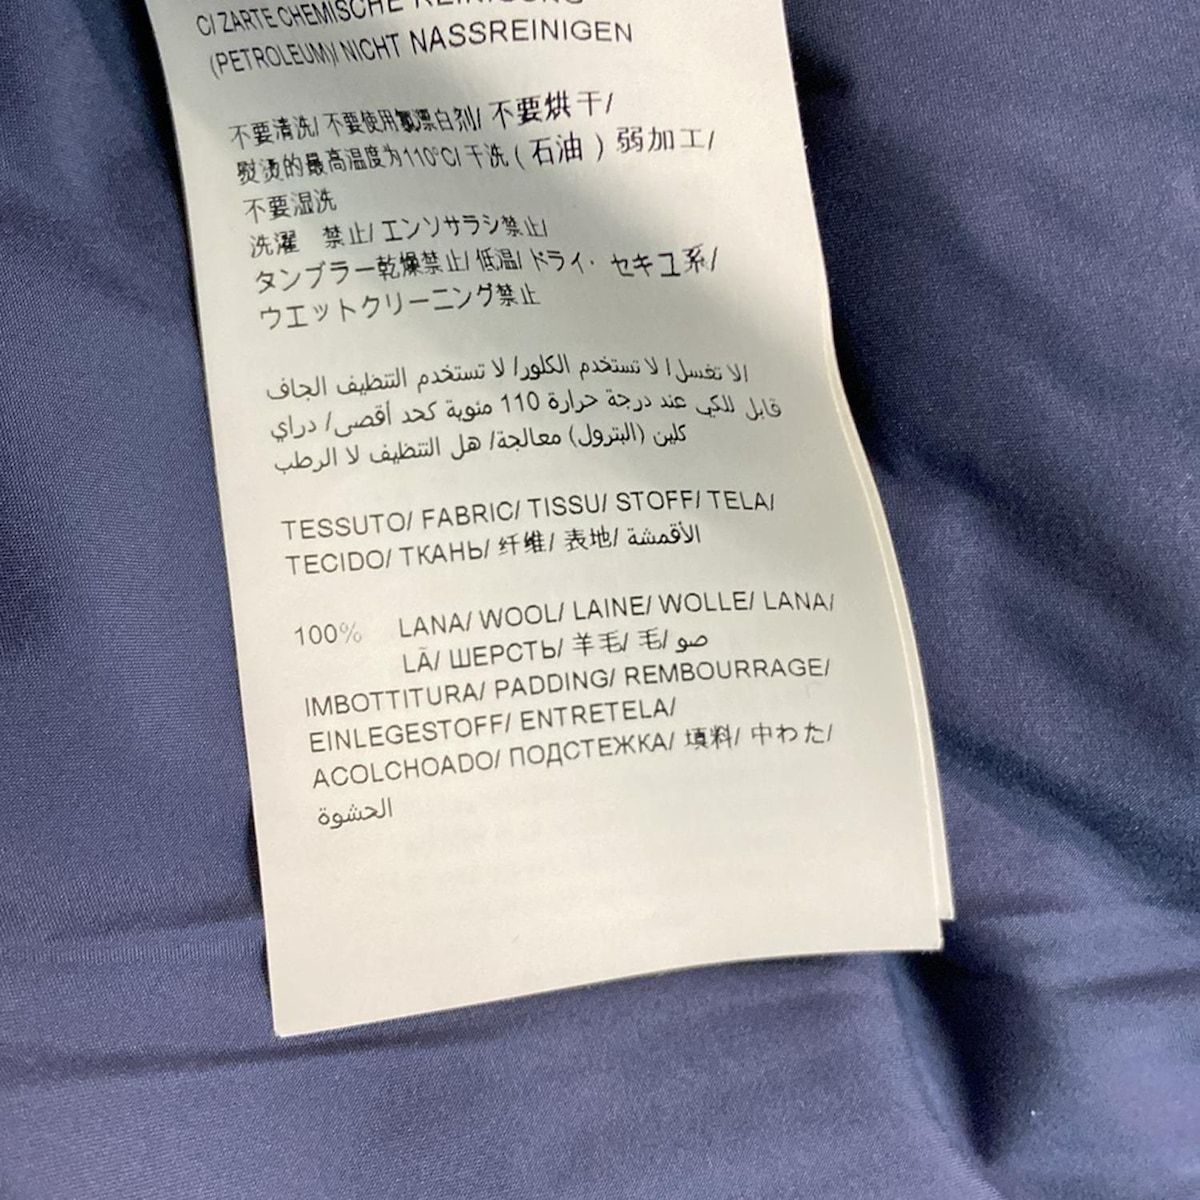 C/ ZARTE CHEMISCHE REINIGUNG
(PETROLEUM)/ NICHT NASSREINIGEN
不要清洗/ 不要使用氯漂白剂/ 不要烘干/
熨烫的最高温度为110°C/ 干洗 ( 石油 ) 弱加工/
不要湿洗
洗濯 禁止/ エンソサラシ禁止/
タンブラー乾燥禁止/ 低温/ ドライ・ セキユ系/
ウエットクリーニング禁止
/لا تغسل/ لا تستخدم الكلور/ لا تستخدم التنظيف الجاف
قابل للكي عند درجة حرارة 110 مئوية كحد أقصى/ دراي
كلين (البترول) معالجة/ هل التنظيف لا الرطب
TESSUTO/ FABRIC/ TISSU/ STOFF/ TELA/
TECIDO/ ТКАНЬ/ 纤维/ 表地/ الأقمشة
100% LANA/ WOOL/ LAINE/ WOLLE/ LANA/
LÃ/ ШЕРСТЬ/ 羊毛/ 毛/ صو
IMBOTTITURA/ PADDING/ REMBOURRAGE/
EINLEGESTOFF/ ENTRETELA/
ACOLCHOADO/ ПОДСТЕЖКА/ 填料/ 中わた/
الحشوة